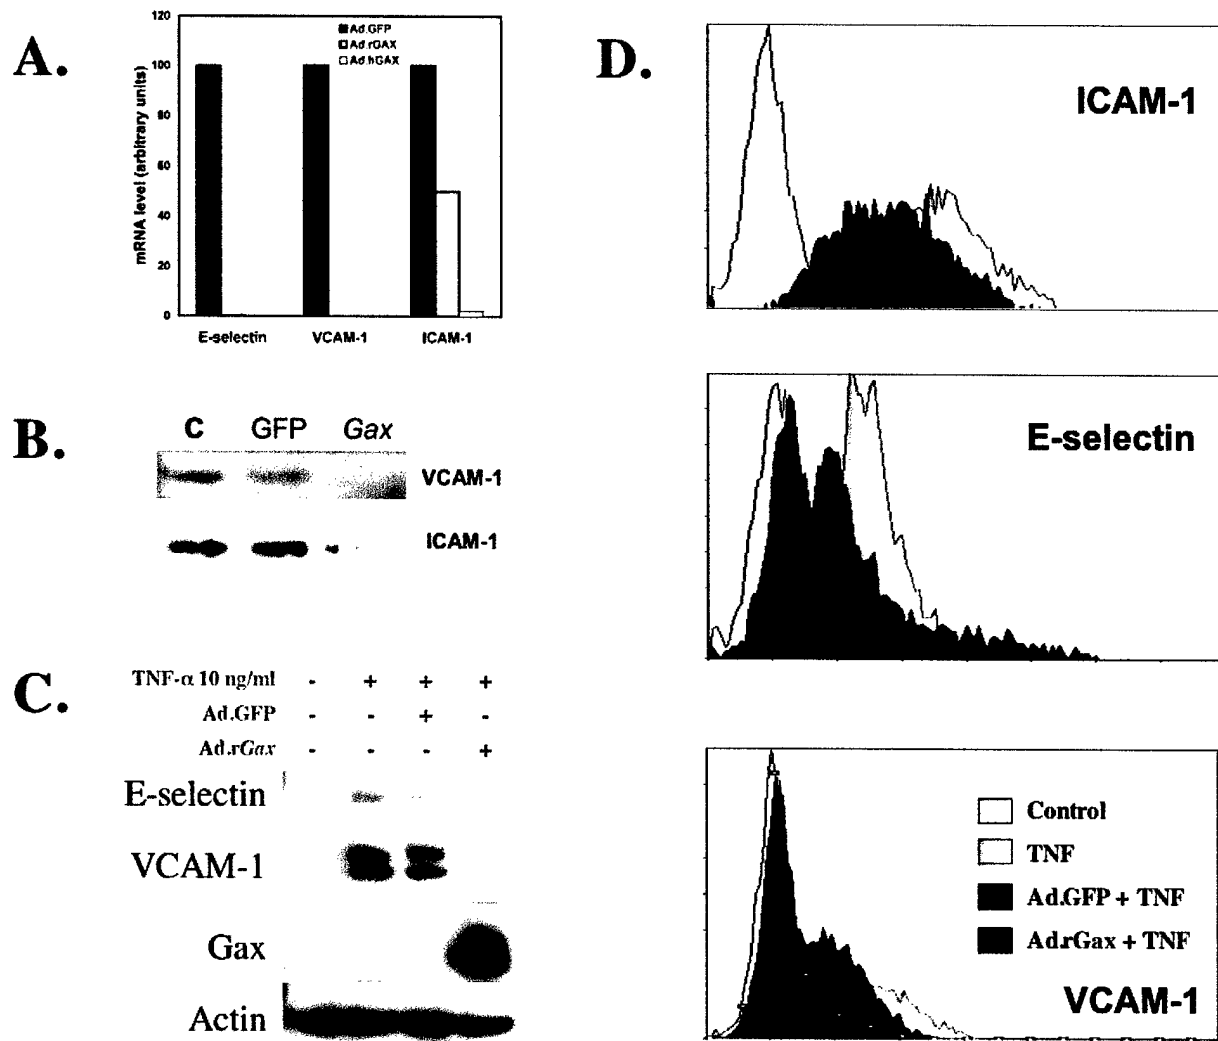 A.
120
100
80
60
40
20
0
mRNA level (arbitrary units)
Ad.GFP
Ad.rGAX
Ad.hGAX
E-selectin VCAM-1 ICAM-1
B.
C GFP Gax
VCAM-1
ICAM-1
C.
TNF-α 10 ng/ml - + + +
Ad.GFP - - + -
Ad.rGax - - - +
E-selectin
VCAM-1
Gax
Actin
D.
ICAM-1
E-selectin
Control
TNF
Ad.GFP + TNF
Ad.rGax + TNF
VCAM-1